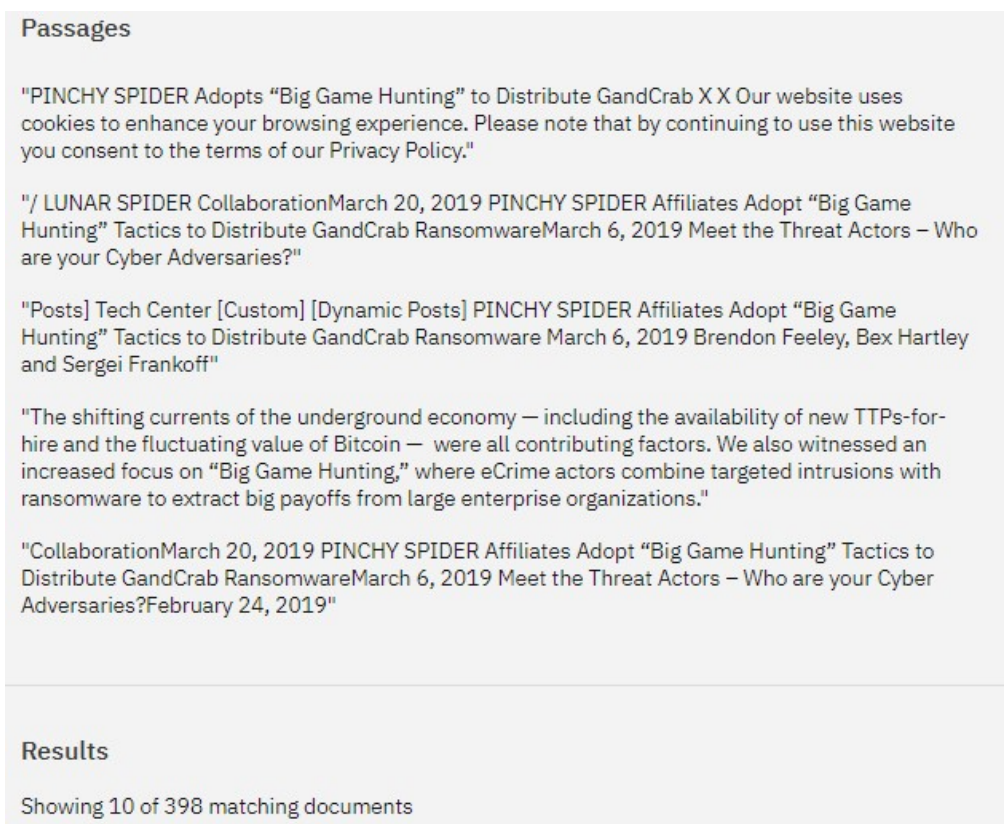 Passages
"PINCHY SPIDER Adopts “Big Game Hunting” to Distribute GandCrab X X Our website uses
cookies to enhance your browsing experience. Please note that by continuing to use this website
you consent to the terms of our Privacy Policy."
"/ LUNAR SPIDER CollaborationMarch 20, 2019 PINCHY SPIDER Affiliates Adopt “Big Game
Hunting” Tactics to Distribute GandCrab RansomwareMarch 6, 2019 Meet the Threat Actors – Who
are your Cyber Adversaries?"
"Posts] Tech Center [Custom] [Dynamic Posts] PINCHY SPIDER Affiliates Adopt “Big Game
Hunting” Tactics to Distribute GandCrab Ransomware March 6, 2019 Brendon Feeley, Bex Hartley
and Sergei Frankoff"
"The shifting currents of the underground economy — including the availability of new TTPs-for-
hire and the fluctuating value of Bitcoin — were all contributing factors. We also witnessed an
increased focus on “Big Game Hunting,” where eCrime actors combine targeted intrusions with
ransomware to extract big payoffs from large enterprise organizations."
"CollaborationMarch 20, 2019 PINCHY SPIDER Affiliates Adopt “Big Game Hunting” Tactics to
Distribute GandCrab RansomwareMarch 6, 2019 Meet the Threat Actors – Who are your Cyber
Adversaries?February 24, 2019"
Results
Showing 10 of 398 matching documents